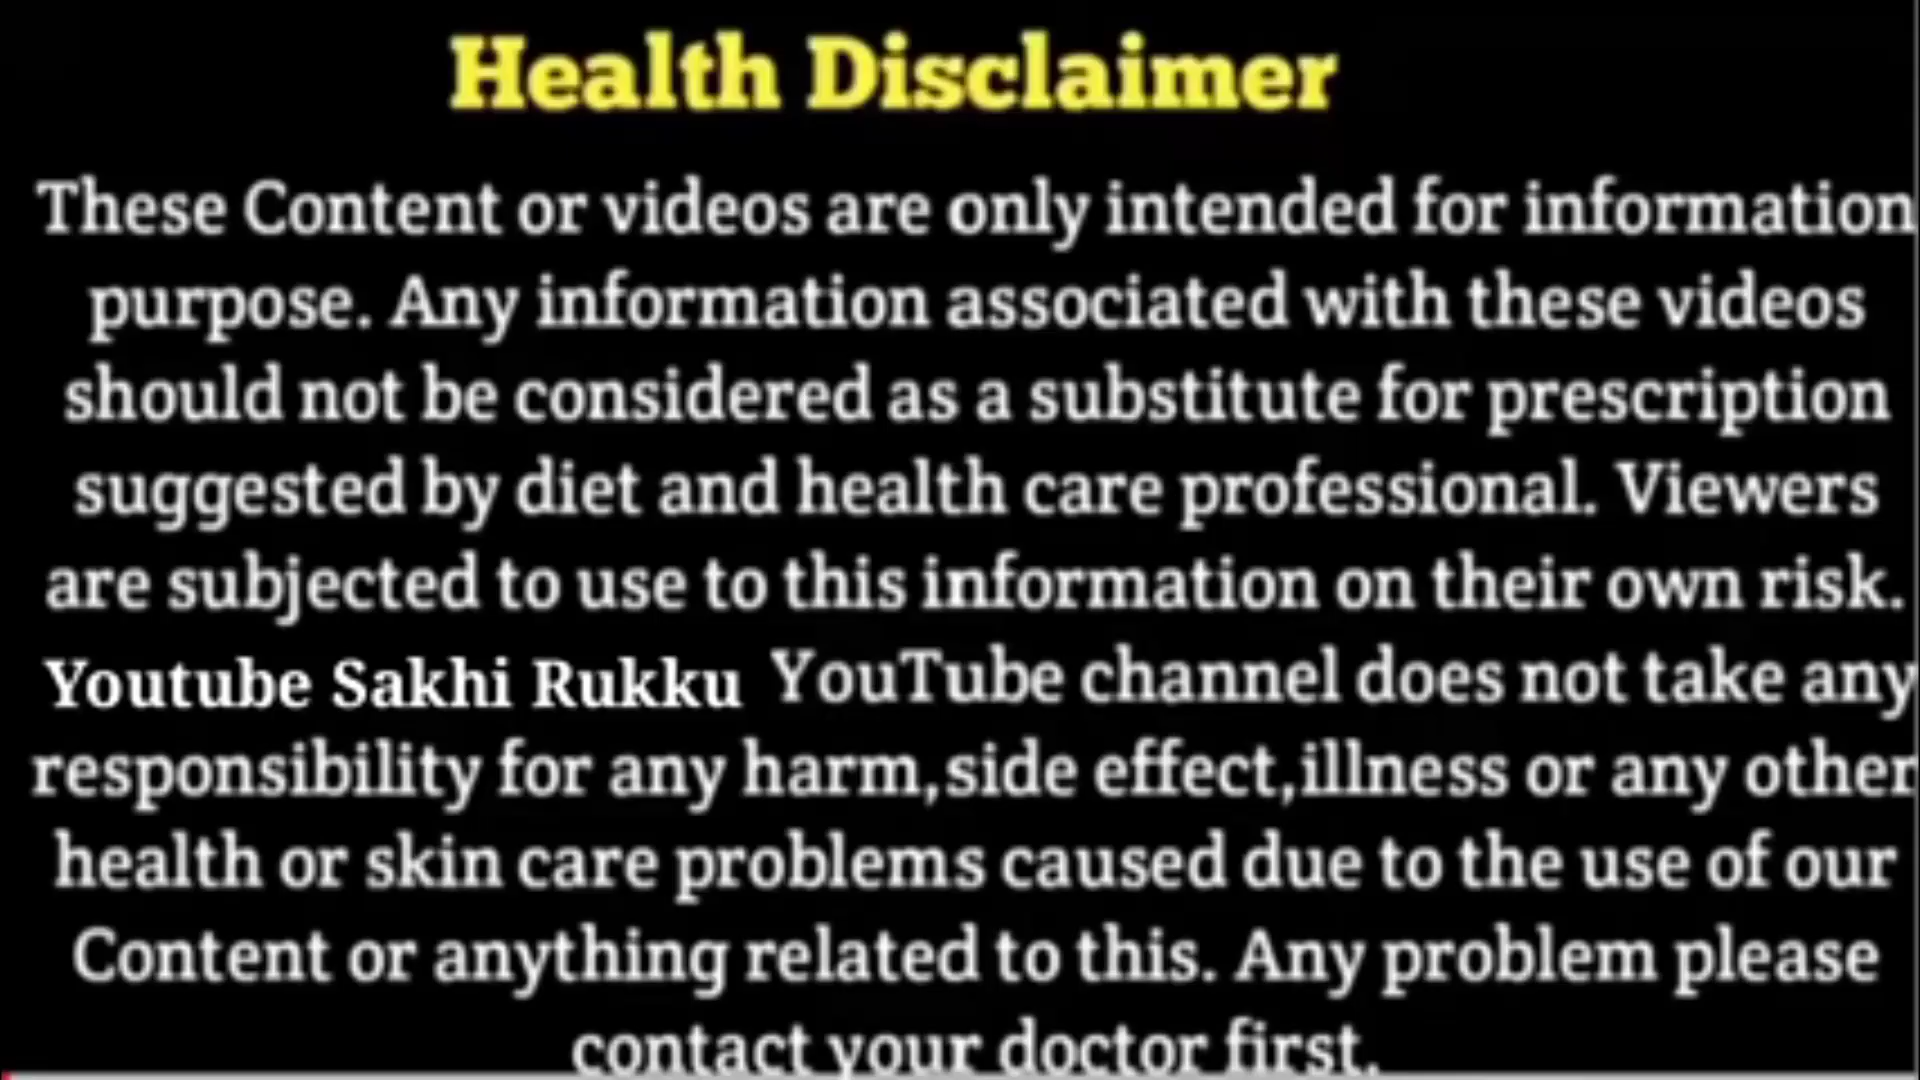 Health Disclaimer
These Content or videos are only intended for information
purpose. Any information associated with these videos
should not be considered as a substitute for prescription
suggested by diet and health care professional. Viewers
are subjected to use to this information on their own risk.
Youtube Sakhi Rukku YouTube channel does not take any
responsibility for any harm,side effect,illness or any other
health or skin care problems caused due to the use of our
Content or anything related to this. Any problem please
contact your doctor first.